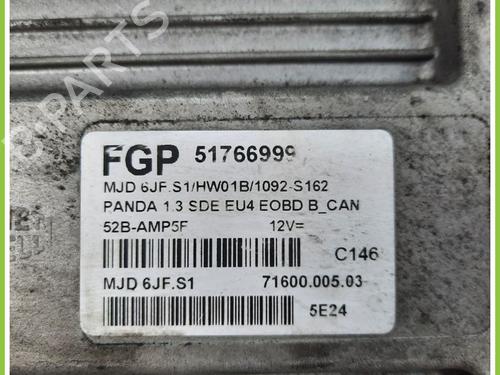 FGP 51766999
MJD 6JF.S1/HW01B/1092-S162
PANDA 1.3 SDE EU4 EOBD B_CAN
52B-AMP5F 12V=
C146
MJD 6JF.S1 71600.005.03
5E24